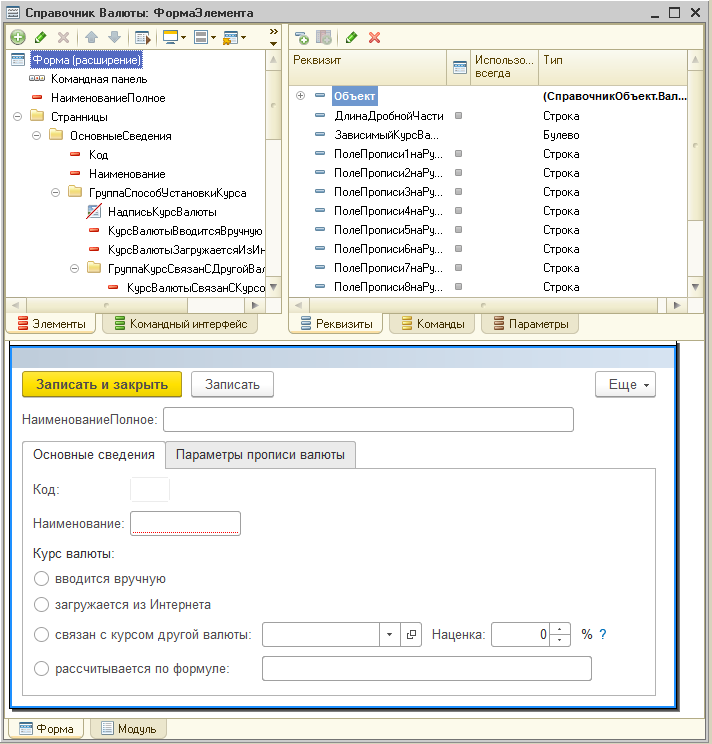 Справочник Валюты: ФормаЭлемента
Форма (расширение)
Командная панель
НаименованиеПолное
Странницы
ОсновныеСведения
Код
Наименование
ГруппаСпособУстановкиКурса
НадписьКурсВалюты
КурсВалютыВводитсяВручную
КурсВалютыЗагружаетсяИзИн
ГруппаКурсСвязанСДругойВал
КурсВалютыСвязанСКурсо
Элементы
Командный интерфейс
Реквизит
Использо... всегда
Тип
Объект
(СправочникОбъект.Вал...
ДлинаДробнойЧасти
Строка
ЗависимыйКурсВа...
Булево
ПолеПрописи1наРу...
Строка
ПолеПрописи2наРу...
Строка
ПолеПрописи3наРу...
Строка
ПолеПрописи4наРу...
Строка
ПолеПрописи5наРу...
Строка
ПолеПрописи6наРу...
Строка
ПолеПрописи7наРу...
Строка
ПолеПрописи8наРу...
Строка
Реквизиты
Команды
Параметры
Записать и закрыть
Записать
Еще
НаименованиеПолное:
Основные сведения
Параметры прописи валюты
Код:
Наименование:
Курс валюты:
вводится вручную
загружается из Интернета
связан с курсом другой валюты:
Наценка:
0
% ?
рассчитывается по формуле:
Форма
Модуль